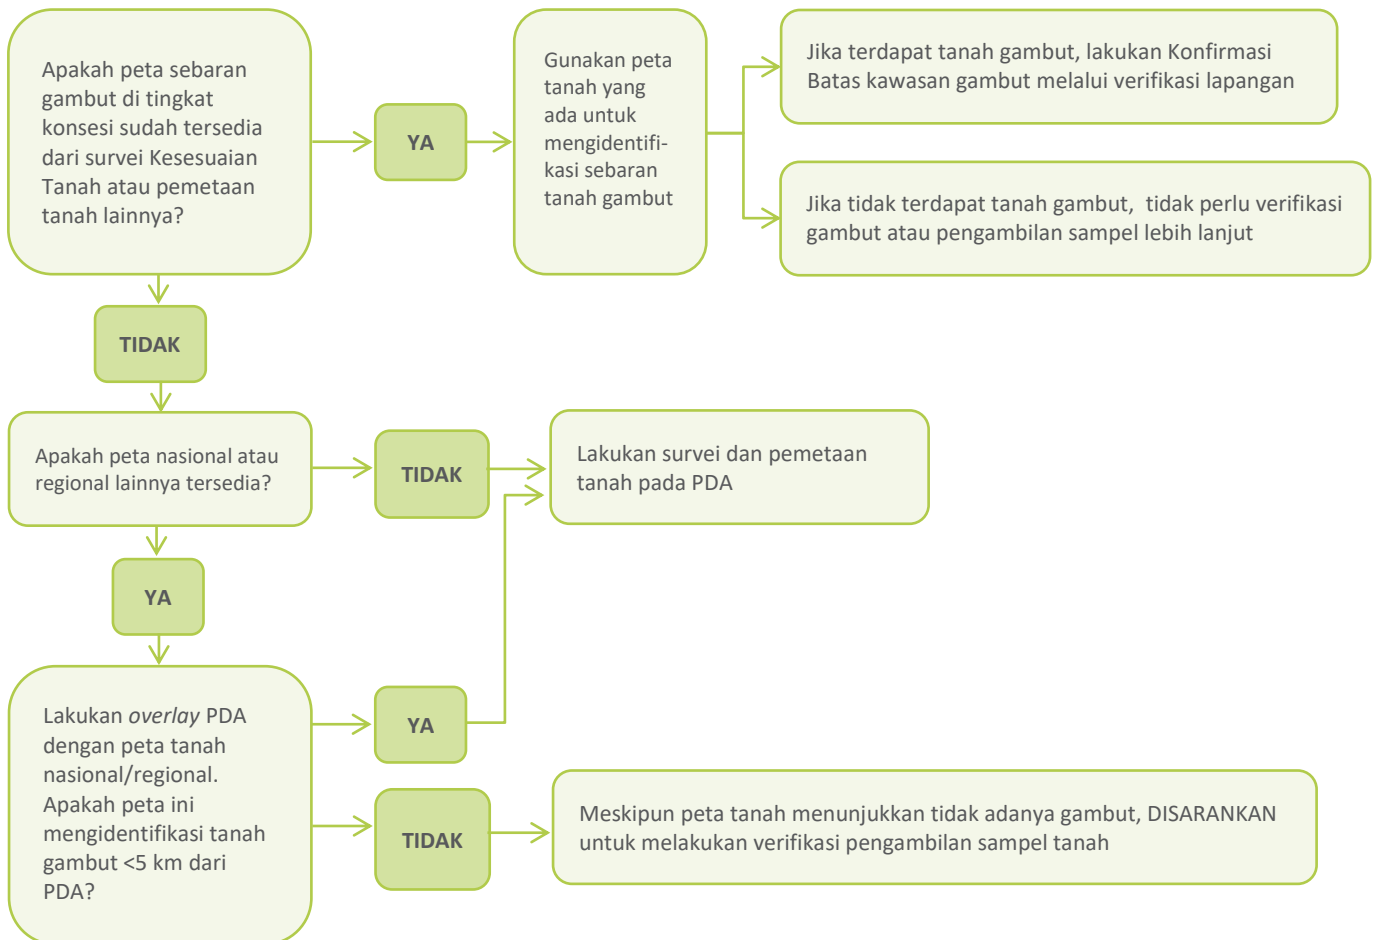 Apakah peta sebaran
gambut di tingkat
konsesi sudah tersedia
dari survei Kesesuaian
Tanah atau pemetaan
tanah lainnya?
YA
Gunakan peta
tanah yang
ada untuk
mengidentifi-
kasi sebaran
tanah gambut
Jika terdapat tanah gambut, lakukan Konfirmasi
Batas kawasan gambut melalui verifikasi lapangan
Jika tidak terdapat tanah gambut,  tidak perlu verifikasi
gambut atau pengambilan sampel lebih lanjut
TIDAK
Apakah peta nasional atau
regional lainnya tersedia?
TIDAK
Lakukan survei dan pemetaan
tanah pada PDA
YA
Lakukan overlay PDA
dengan peta tanah
nasional/regional.
Apakah peta ini
mengidentifikasi tanah
gambut <5 km dari
PDA?
YA
TIDAK
Meskipun peta tanah menunjukkan tidak adanya gambut, DISARANKAN
untuk melakukan verifikasi pengambilan sampel tanah